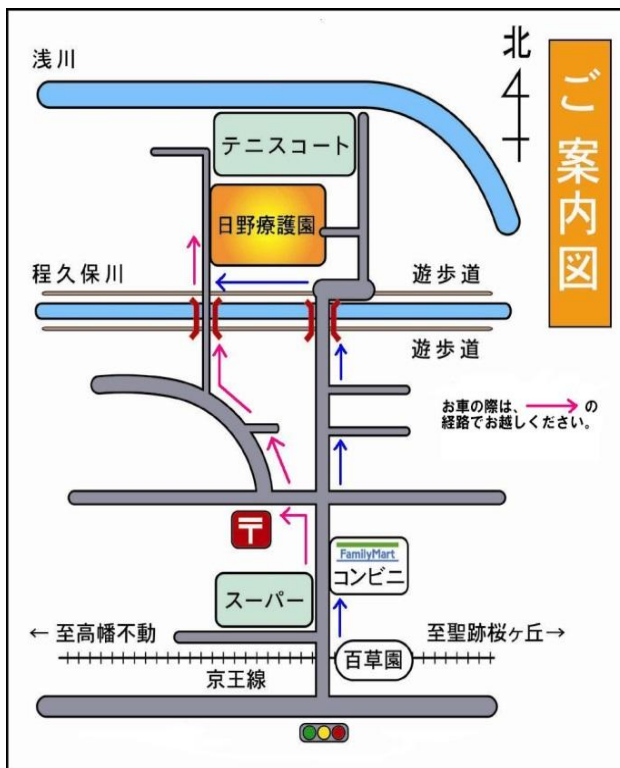 浅川
北
ご案内図
テニスコート
日野療護園
程久保川
遊歩道
遊歩道
お車の際は、の
経路でお越しください。
〒
FamilyMart
コンビニ
スーパー
← 至高幡不動
至聖跡桜ヶ丘→
百草園
京王線